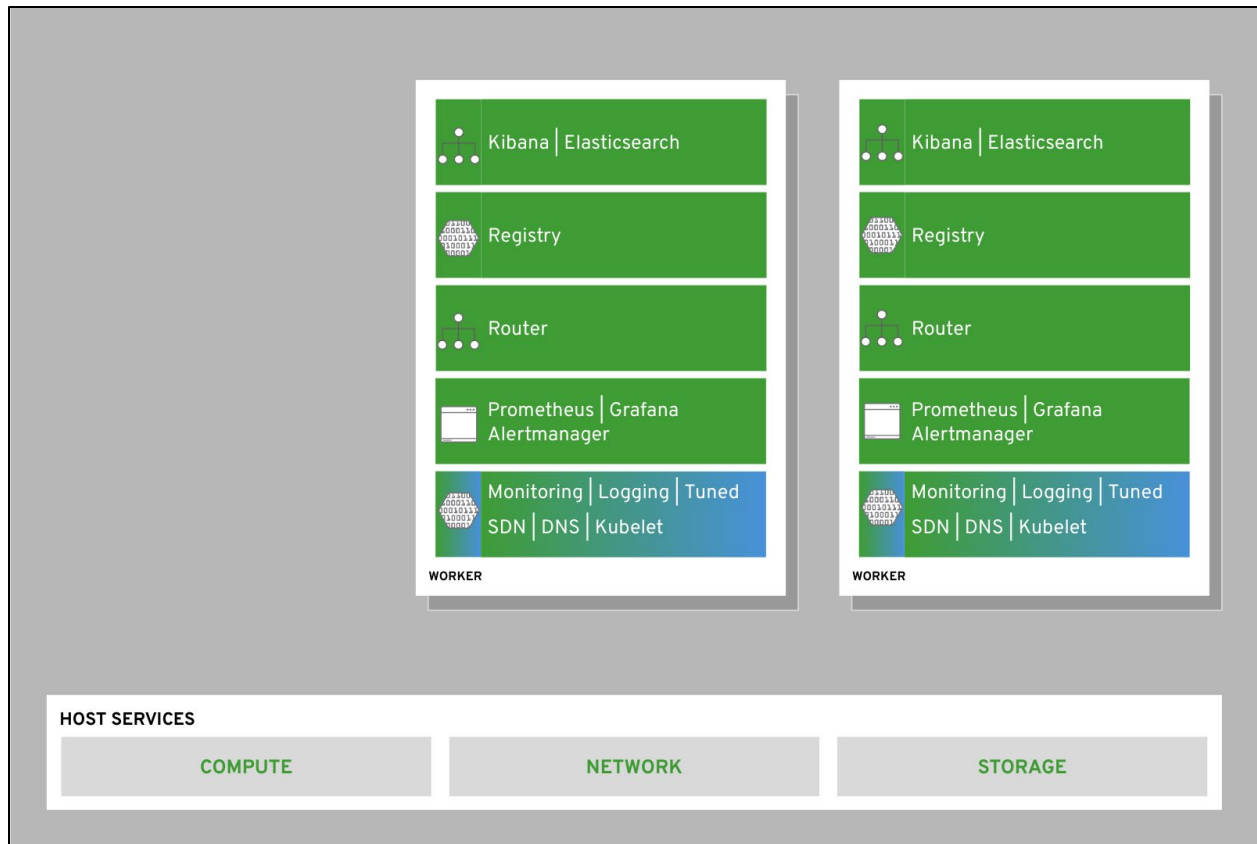 Kibana | Elasticsearch
Registry
Router
Prometheus | Grafana
Alertmanager
Monitoring | Logging | Tuned
SDN | DNS | Kubelet
WORKER
Kibana | Elasticsearch
Registry
Router
Prometheus | Grafana
Alertmanager
Monitoring | Logging | Tuned
SDN | DNS | Kubelet
WORKER
HOST SERVICES
COMPUTE
NETWORK
STORAGE